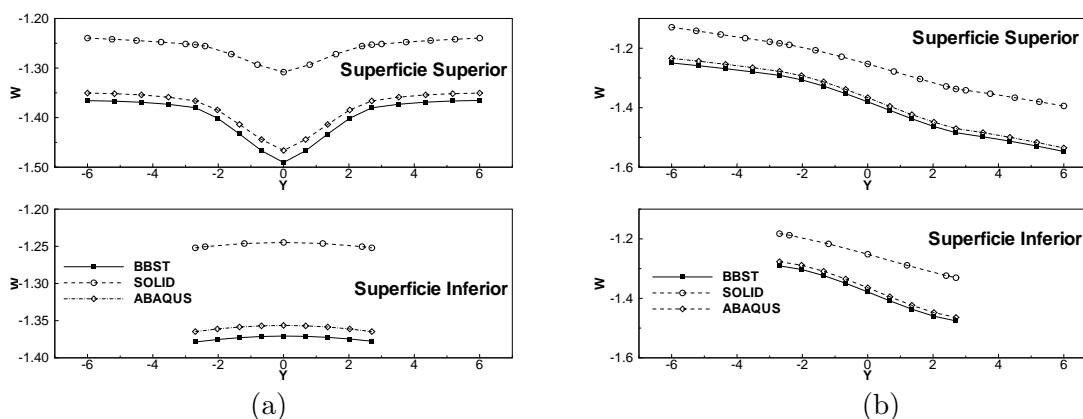 -1.20
-1.30
W
-1.40
-1.50
Superficie Superior
-6 -4 -2 0 2 4 6
Y
-1.20
-1.25
W
-1.30
-1.35
-1.40
BBST
SOLID
ABAQUS
Superficie Inferior
-6 -4 -2 0 2 4 6
Y
(a)
-1.2
W
-1.4
-1.6
Superficie Superior
-6 -4 -2 0 2 4 6
Y
-1.2
W
-1.4
-1.6
Superficie Inferior
BBST
SOLID
ABAQUS
-6 -4 -2 0 2 4 6
Y
(b)